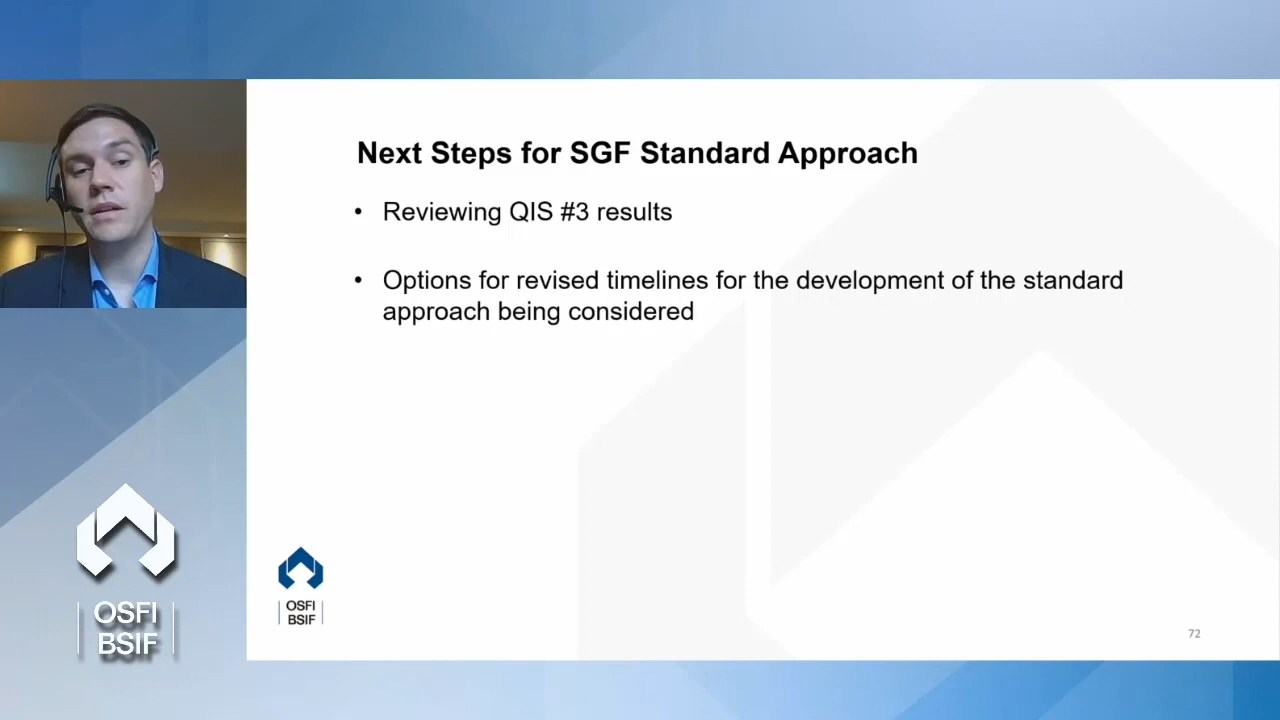 Next Steps for SGF Standard Approach
• Reviewing QIS #3 results
• Options for revised timelines for the development of the standard
approach being considered
OSFI
BSIF
OSFI
BSIF
72